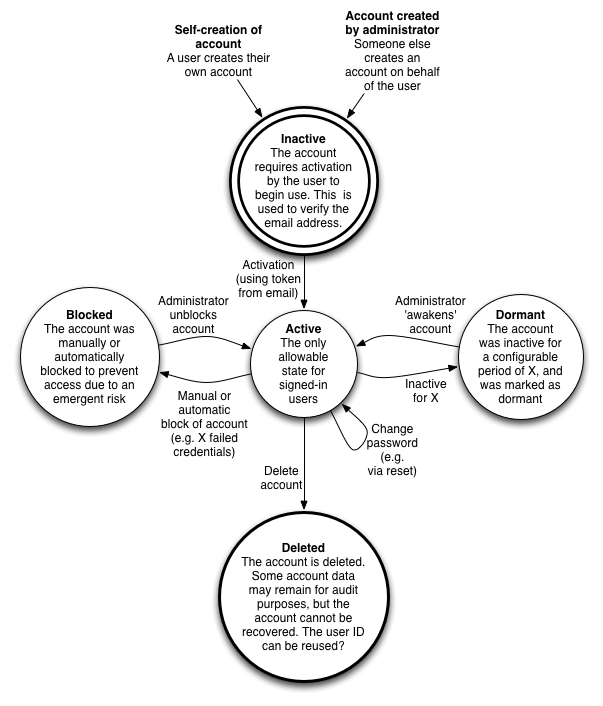 Self-creation of
account
A user creates their
own account
Account created
by administrator
Someone else
creates an
account on behalf
of the user
Inactive
The account
requires activation
by the user to
begin use. This  is
used to verify the
email address.
Activation
(using token
from email)
Blocked
The account was
manually or
automatically
blocked to prevent
access due to an
emergent risk
Administrator
unblocks
account
Active
The only
allowable
state for
signed-in
users
Administrator
'awakens'
account
Dormant
The account
was inactive for
a configurable
period of X, and
was marked as
dormant
Manual or
automatic
block of account
(e.g. X failed
credentials)
Inactive
for X
Change
password
(e.g.
via reset)
Delete
account
Deleted
The account is deleted.
Some account data
may remain for audit
purposes, but the
account cannot be
recovered. The user ID
can be reused?